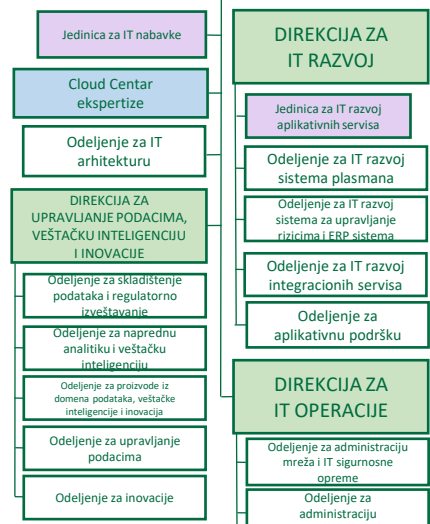 Jedinica za IT nabavke
Cloud Centar
ekspertize
Odeljenje za IT
arhitekturu
DIREKCIJA ZA
UPRAVLJANJE PODACIMA,
VEŠTAČKU INTELIGENCIJU
I INOVACIJE
Odeljenje za skladištenje
podataka i regulatorno
izveštavanje
Odeljenje za naprednu
analitiku i veštačku
inteligenciju
Odeljenje za proizvode iz
domena podataka, veštačke
inteligencije i inovacija
Odeljenje za upravljanje
podacima
Odeljenje za inovacije
DIREKCIJA ZA
IT RAZVOJ
Jedinica za IT razvoj
aplikativnih servisa
Odeljenje za IT razvoj
sistema plasmana
Odeljenje za IT razvoj
sistema za upravljanje
rizicima i ERP sistema
Odeljenje za IT razvoj
integracionih servisa
Odeljenje za
aplikativnu podršku
DIREKCIJA ZA
IT OPERACIJE
Odeljenje za administraciju
mreža i IT sigurnosne
opreme
Odeljenje za
administraciju